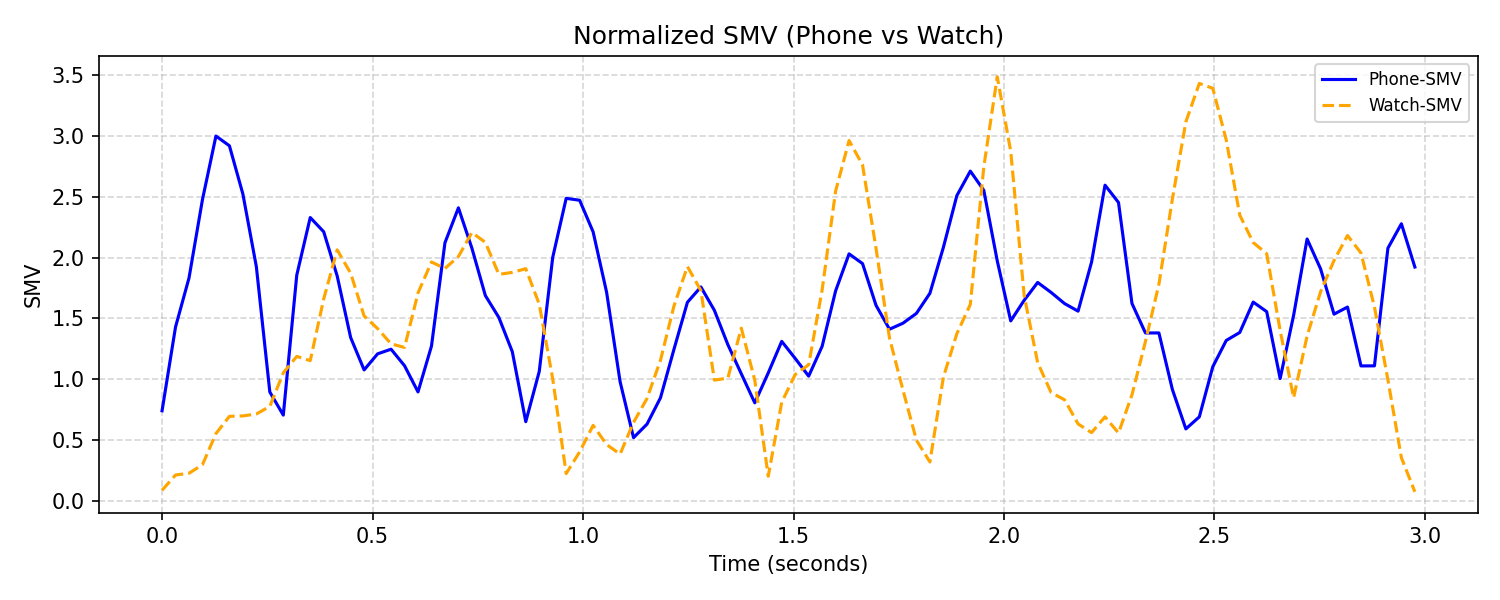 Normalized SMV (Phone vs Watch)
3.5
3.0
2.5
2.0
1.5
1.0
0.5
0.0
SMV
Phone-SMV
Watch-SMV
0.0 0.5 1.0 1.5 2.0 2.5 3.0
Time (seconds)